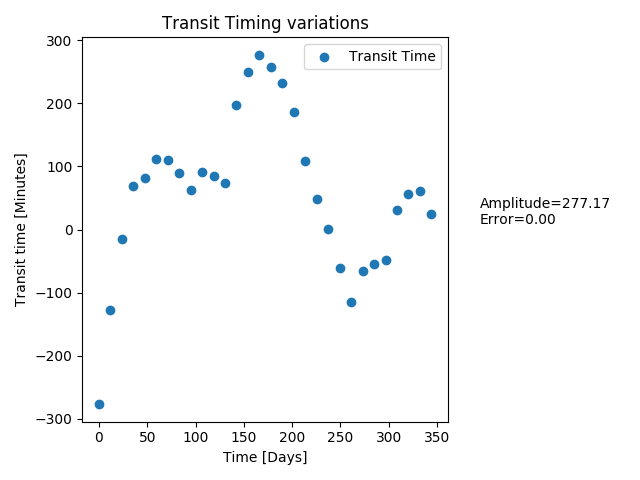 Transit Timing variations
Transit Time
300
200
100
0
−100
−200
−300
Transit time [Minutes]
Amplitude=277.17
Error=0.00
0 50 100 150 200 250 300 350
Time [Days]